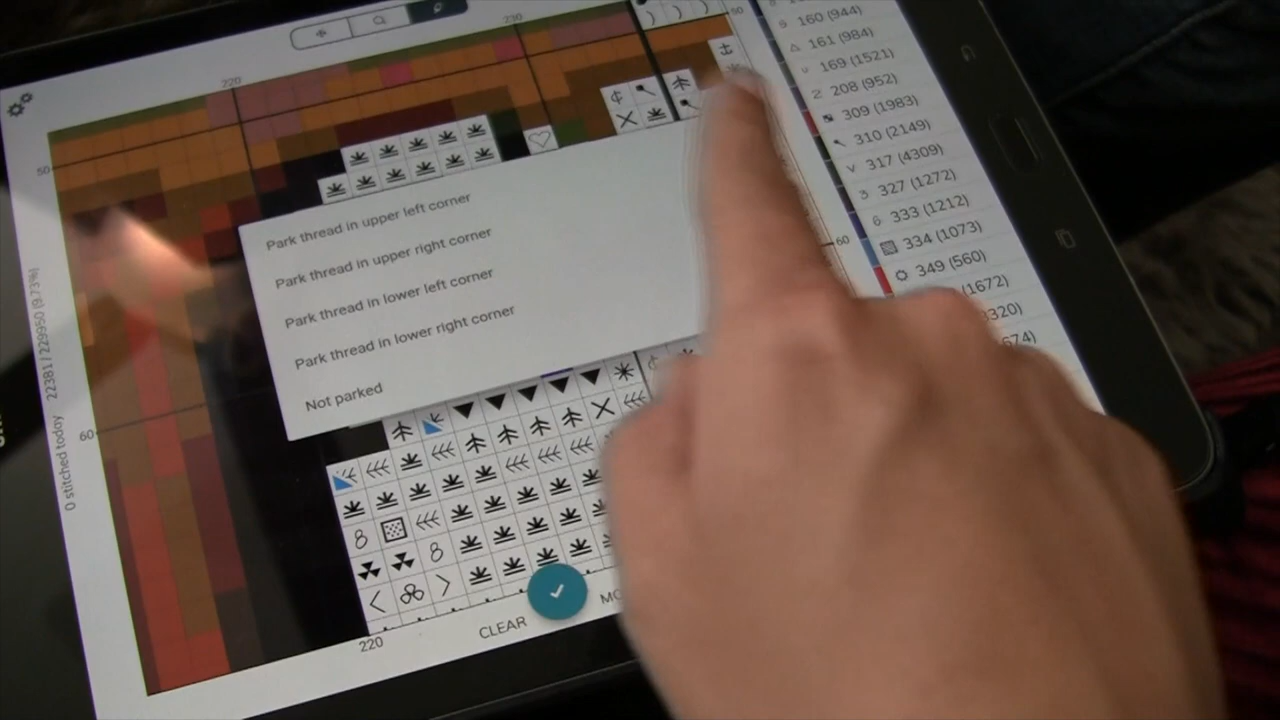 230
50
220
50
Park thread in upper left corner
Park thread in upper right corner
Park thread in lower left corner
Park thread in lower right corner
Not parked
60
60
0 stitched today 22381 / 229950 (9.73%)
160 (944)
161 (984)
169 (1521)
208 (952)
309 (1983)
310 (2149)
317 (4309)
327 (1272)
333 (1212)
334 (1073)
349 (560)
(1672)
CLEAR
220